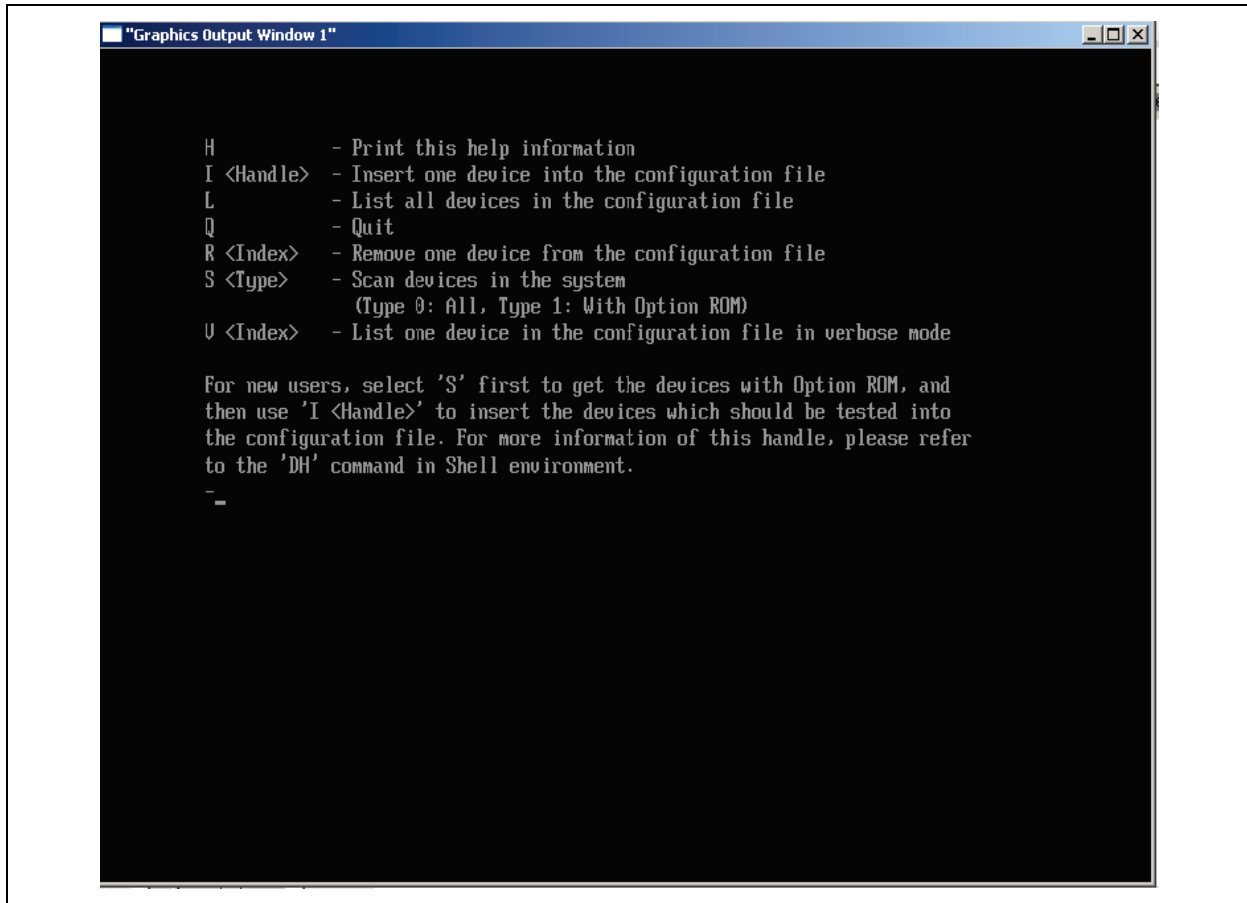 "Graphics Output Window 1"
H - Print this help information
I <Handle> - Insert one device into the configuration file
L - List all devices in the configuration file
Q - Quit
R <Index> - Remove one device from the configuration file
S <Type> - Scan devices in the system
(Type 0: All, Type 1: With Option ROM)
V <Index> - List one device in the configuration file in verbose mode
For new users, select 'S' first to get the devices with Option ROM, and
then use 'I <Handle>' to insert the devices which should be tested into
the configuration file. For more information of this handle, please refer
to the 'DH' command in Shell environment.
-_